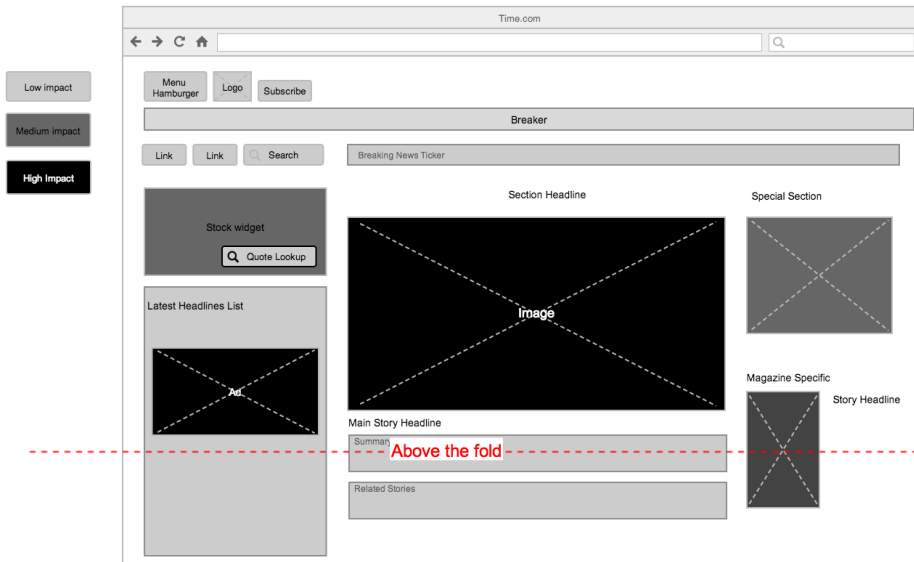 Time.com
Low impact
Medium impact
High Impact
Menu
Hamburger
Logo
Subscribe
Breaker
Link
Link
Search
Breaking News Ticker
Stock widget
Quote Lookup
Section Headline
Special Section
Latest Headlines List
Ad
Image
Main Story Headline
Magazine Specific
Story Headline
Summary
Above the fold
Related Stories